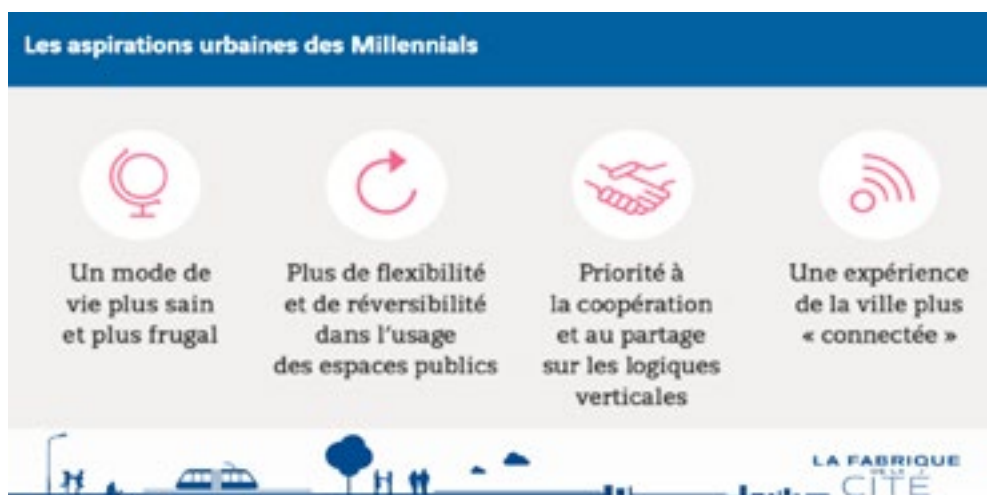 Les aspirations urbaines des Millennials
Un mode de
vie plus sain
et plus frugal
Plus de flexibilité
et de réversibilité
dans l'usage
des espaces publics
Priorité à
la coopération
et au partage
sur les logiques
verticales
Une expérience
de la ville plus
« connectée »
LA FABRIQUE
DE LA
CITÉ